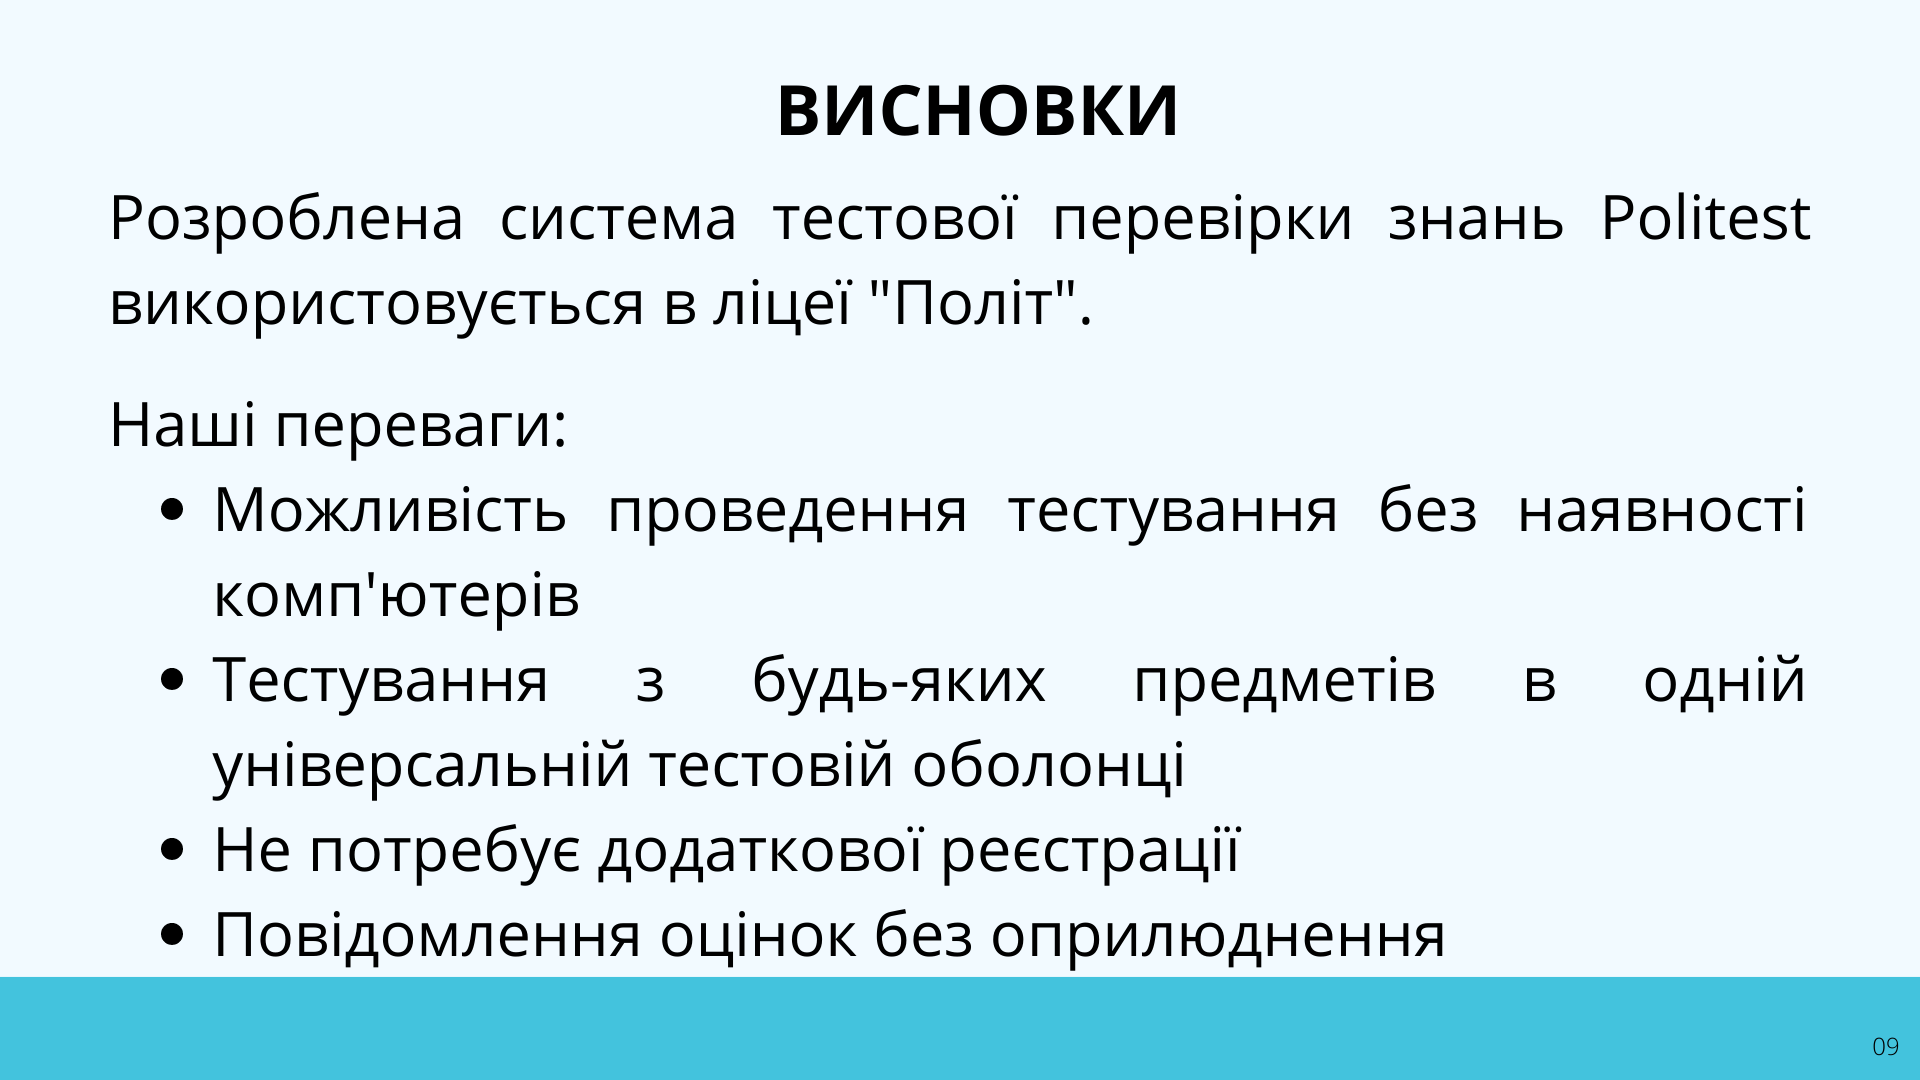 ВИСНОВКИ
Розроблена система тестової перевірки знань Politest
використовується в ліцеї "Політ".
Наші переваги:
• Можливість проведення тестування без наявності
комп'ютерів
• Тестування з будь-яких предметів в одній
універсальній тестовій оболонці
• Не потребує додаткової реєстрації
• Повідомлення оцінок без оприлюднення
09